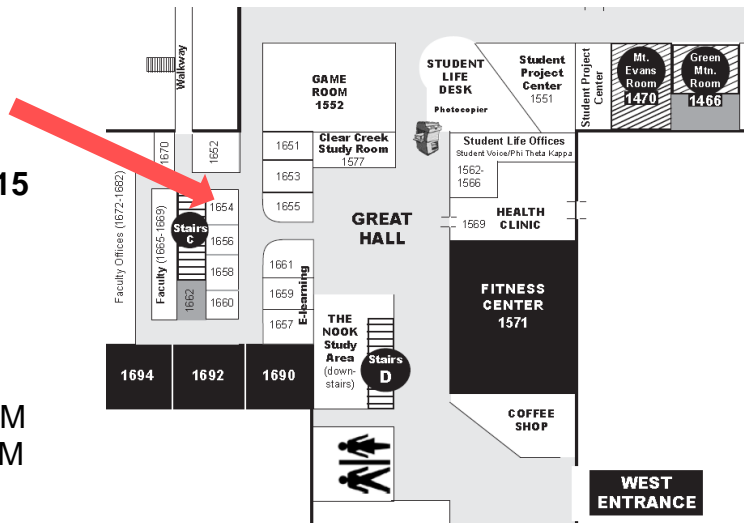 Walkway
GAME
ROOM
1552
STUDENT
LIFE
DESK
Photocopier
Student
Project
Center
1551
Student Project
Center
Mt.
Evans
Room
1470
Green
Mtn.
Room
1466
1670
1652
1651
Clear Creek
Study Room
1577
Student Life Offices
Student Voice/Phi Theta Kappa
1562-
1566
1653
15
1654
1655
Faculty Offices (1672-1682)
Faculty (1665-1669)
Stairs
C
GREAT
HALL
1569
HEALTH
CLINIC
1656
1658
1660
1662
1661
1659
1657
E-learning
FITNESS
CENTER
1571
THE
NOOK
Study
Area
(down-
stairs)
Stairs
D
1694
1692
1690
COFFEE
SHOP
M
M
WEST
ENTRANCE